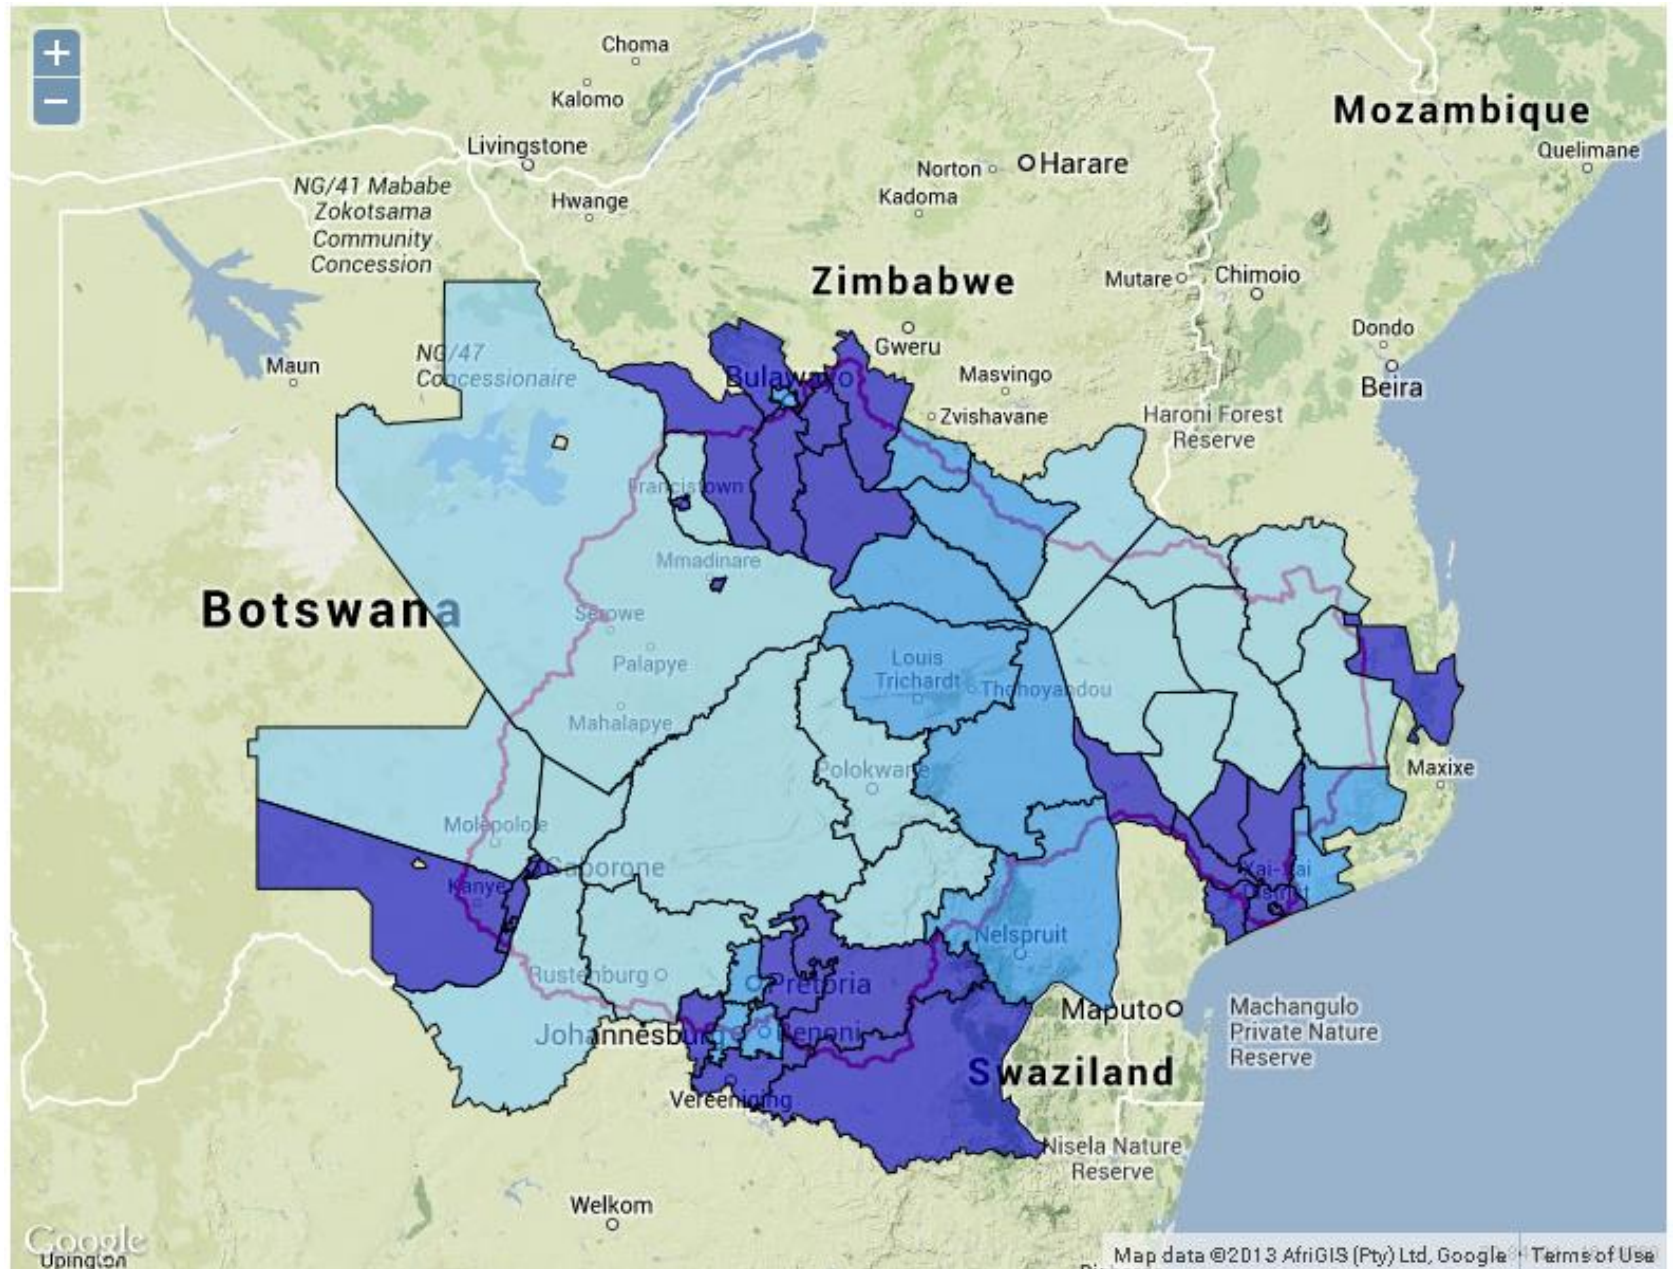 +
−
Choma
Kalomo
Livingstone
Mozambique
Quelimane
Norton
Harare
Kadoma
NG/41 Mababe
Zokotsama
Community
Concession
Hwange
Zimbabwe
Mutare
Chimoio
Dondo
Beira
Gweru
Masvingo
Zvishavane
Haroni Forest
Reserve
NG/47
Concessionaire
Maun
Bulawayo
Francistown
Mmadinare
Botswana
Serowe
Palapye
Mahalapye
Louis
Trichardt
Thohoyandou
Polokwane
Maxixe
Molepolole
Gaborone
Kanye
Xai-Xai
District
Nelspruit
Rustenburg
Pretoria
Johannesburg
Benoni
Maputo
Machangulo
Private Nature
Reserve
Swaziland
Vereeniging
Nisela Nature
Reserve
Welkom
Google
Upington
Map data ©2013 AfriGIS (Pty) Ltd, Google
Terms of Use